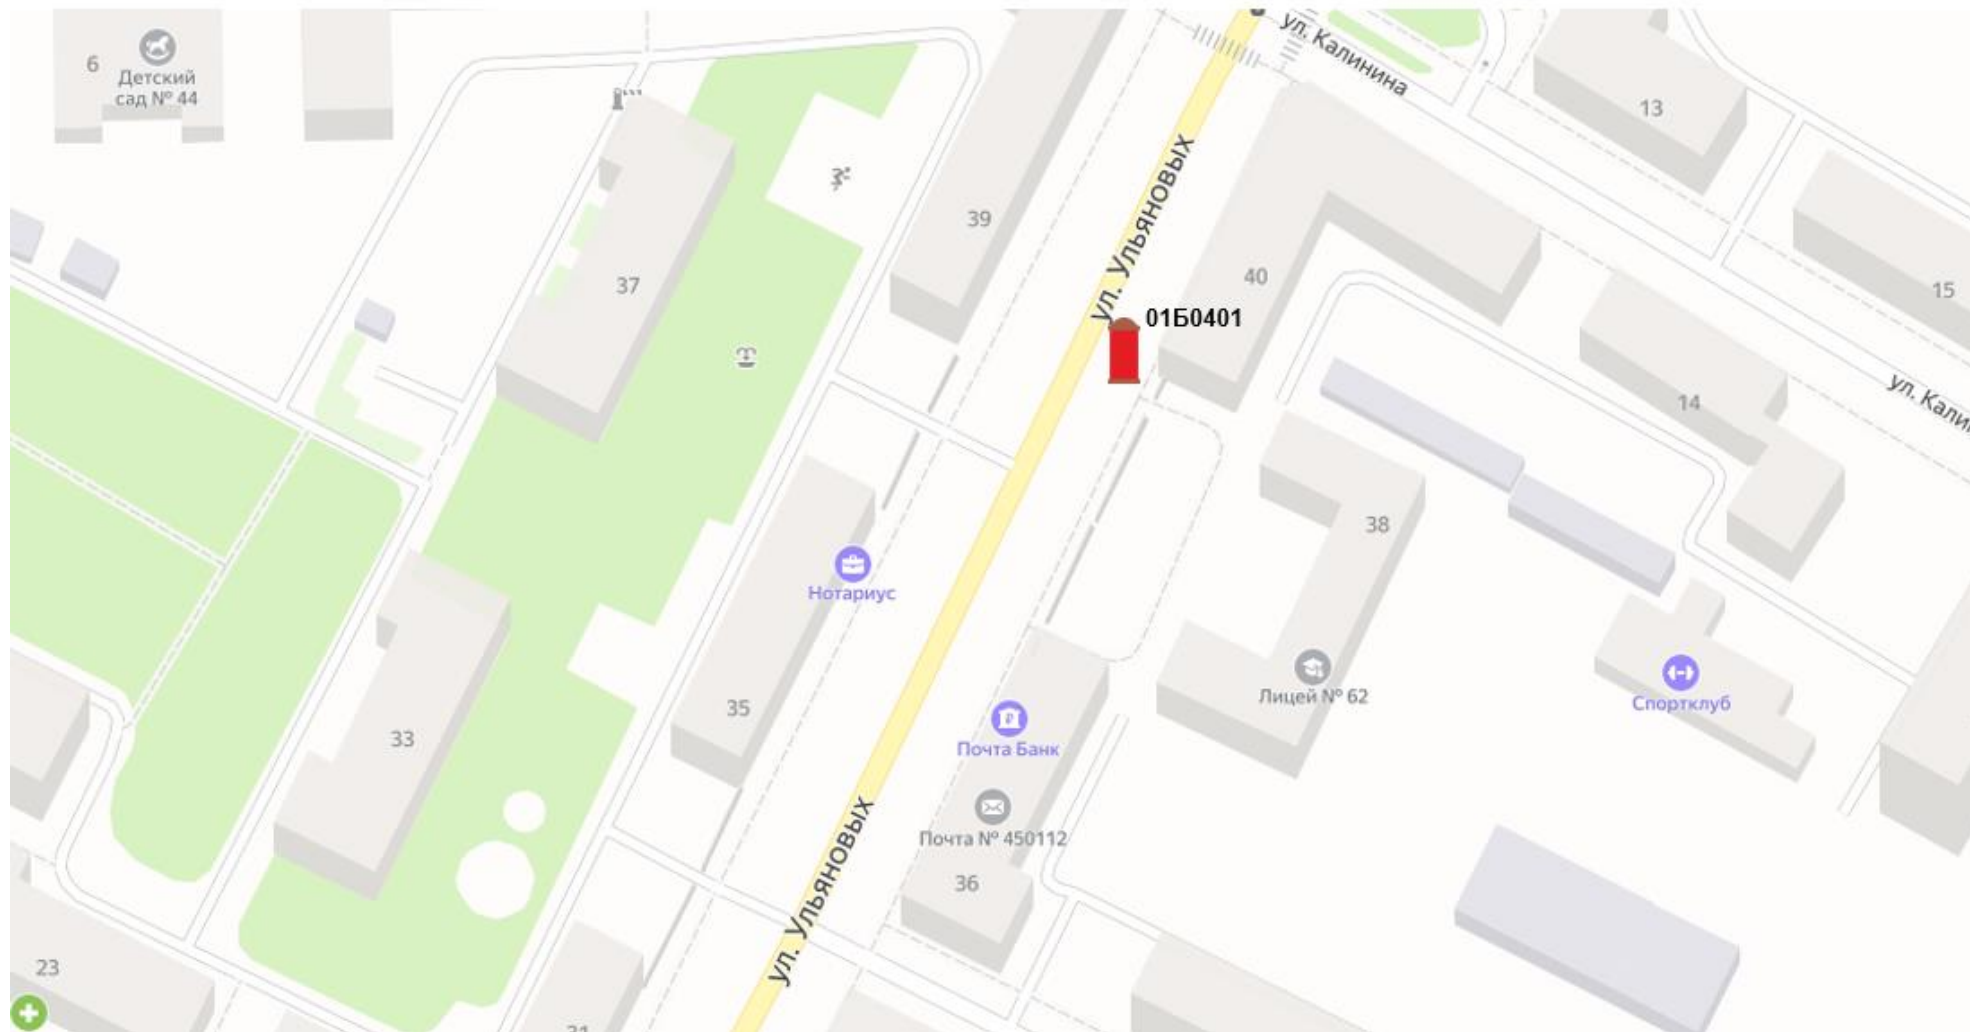 6
Детский
сад № 44
ул. Калинина
13
39
37
ул. Ульяновых
40
15
01Б0401
14
ул. Кали
38
Нотариус
Лицей № 62
Спортклуб
35
33
Почта Банк
Почта № 450112
36
ул. Ульяновых
23